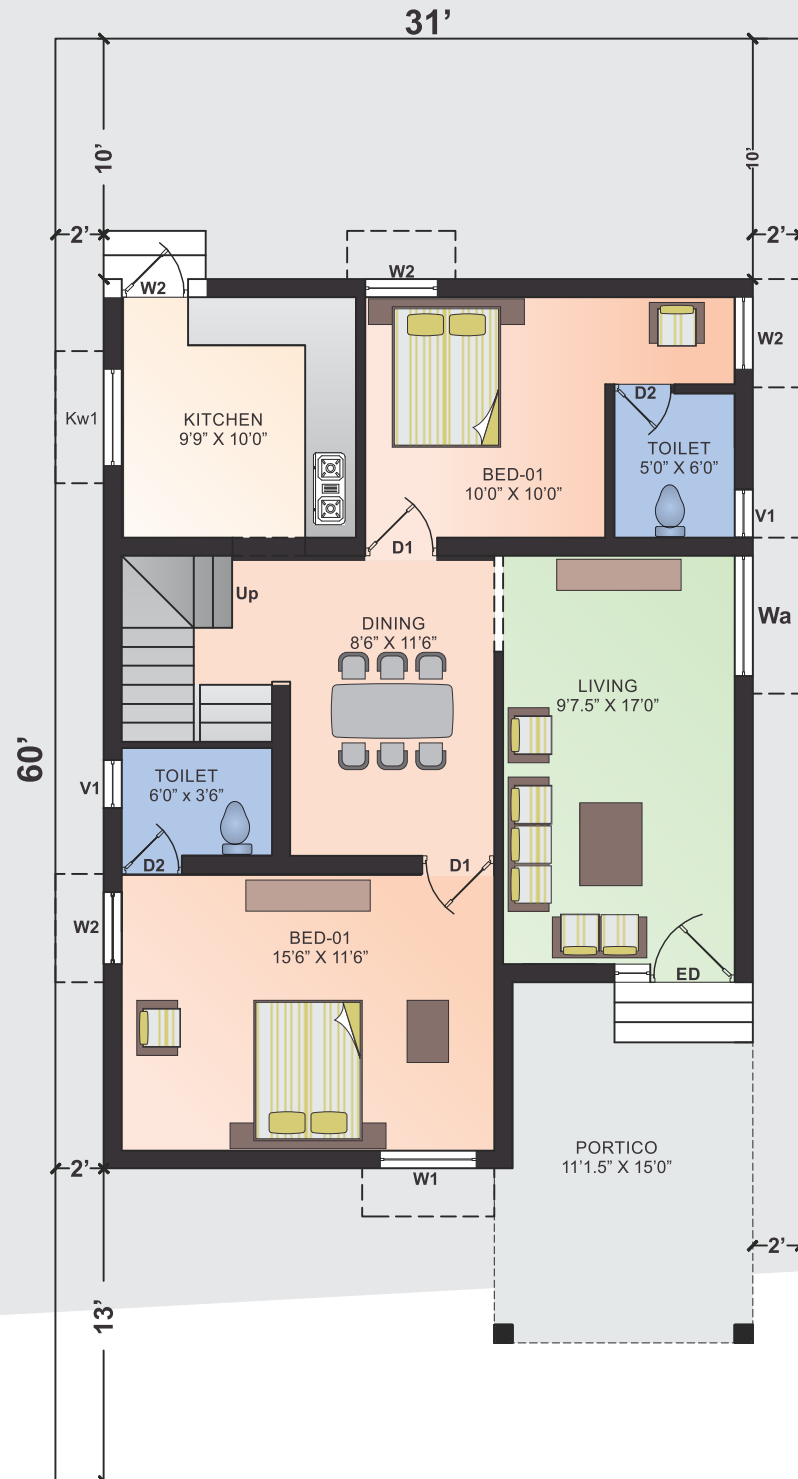 31’
10’
10’
2’
2’
W2
W2
W2
Kw1
KITCHEN
9’9” X 10’0”
D2
TOILET
5’0” X 6’0”
BED-01
10’0” X 10’0”
V1
D1
Up
Wa
DINING
8’6” X 11’6”
LIVING
9’7.5” X 17’0”
60’
V1
TOILET
6’0” x 3’6”
D2
D1
W2
BED-01
15’6” X 11’6”
ED
PORTICO
11’1.5” X 15’0”
2’
W1
2’
13’